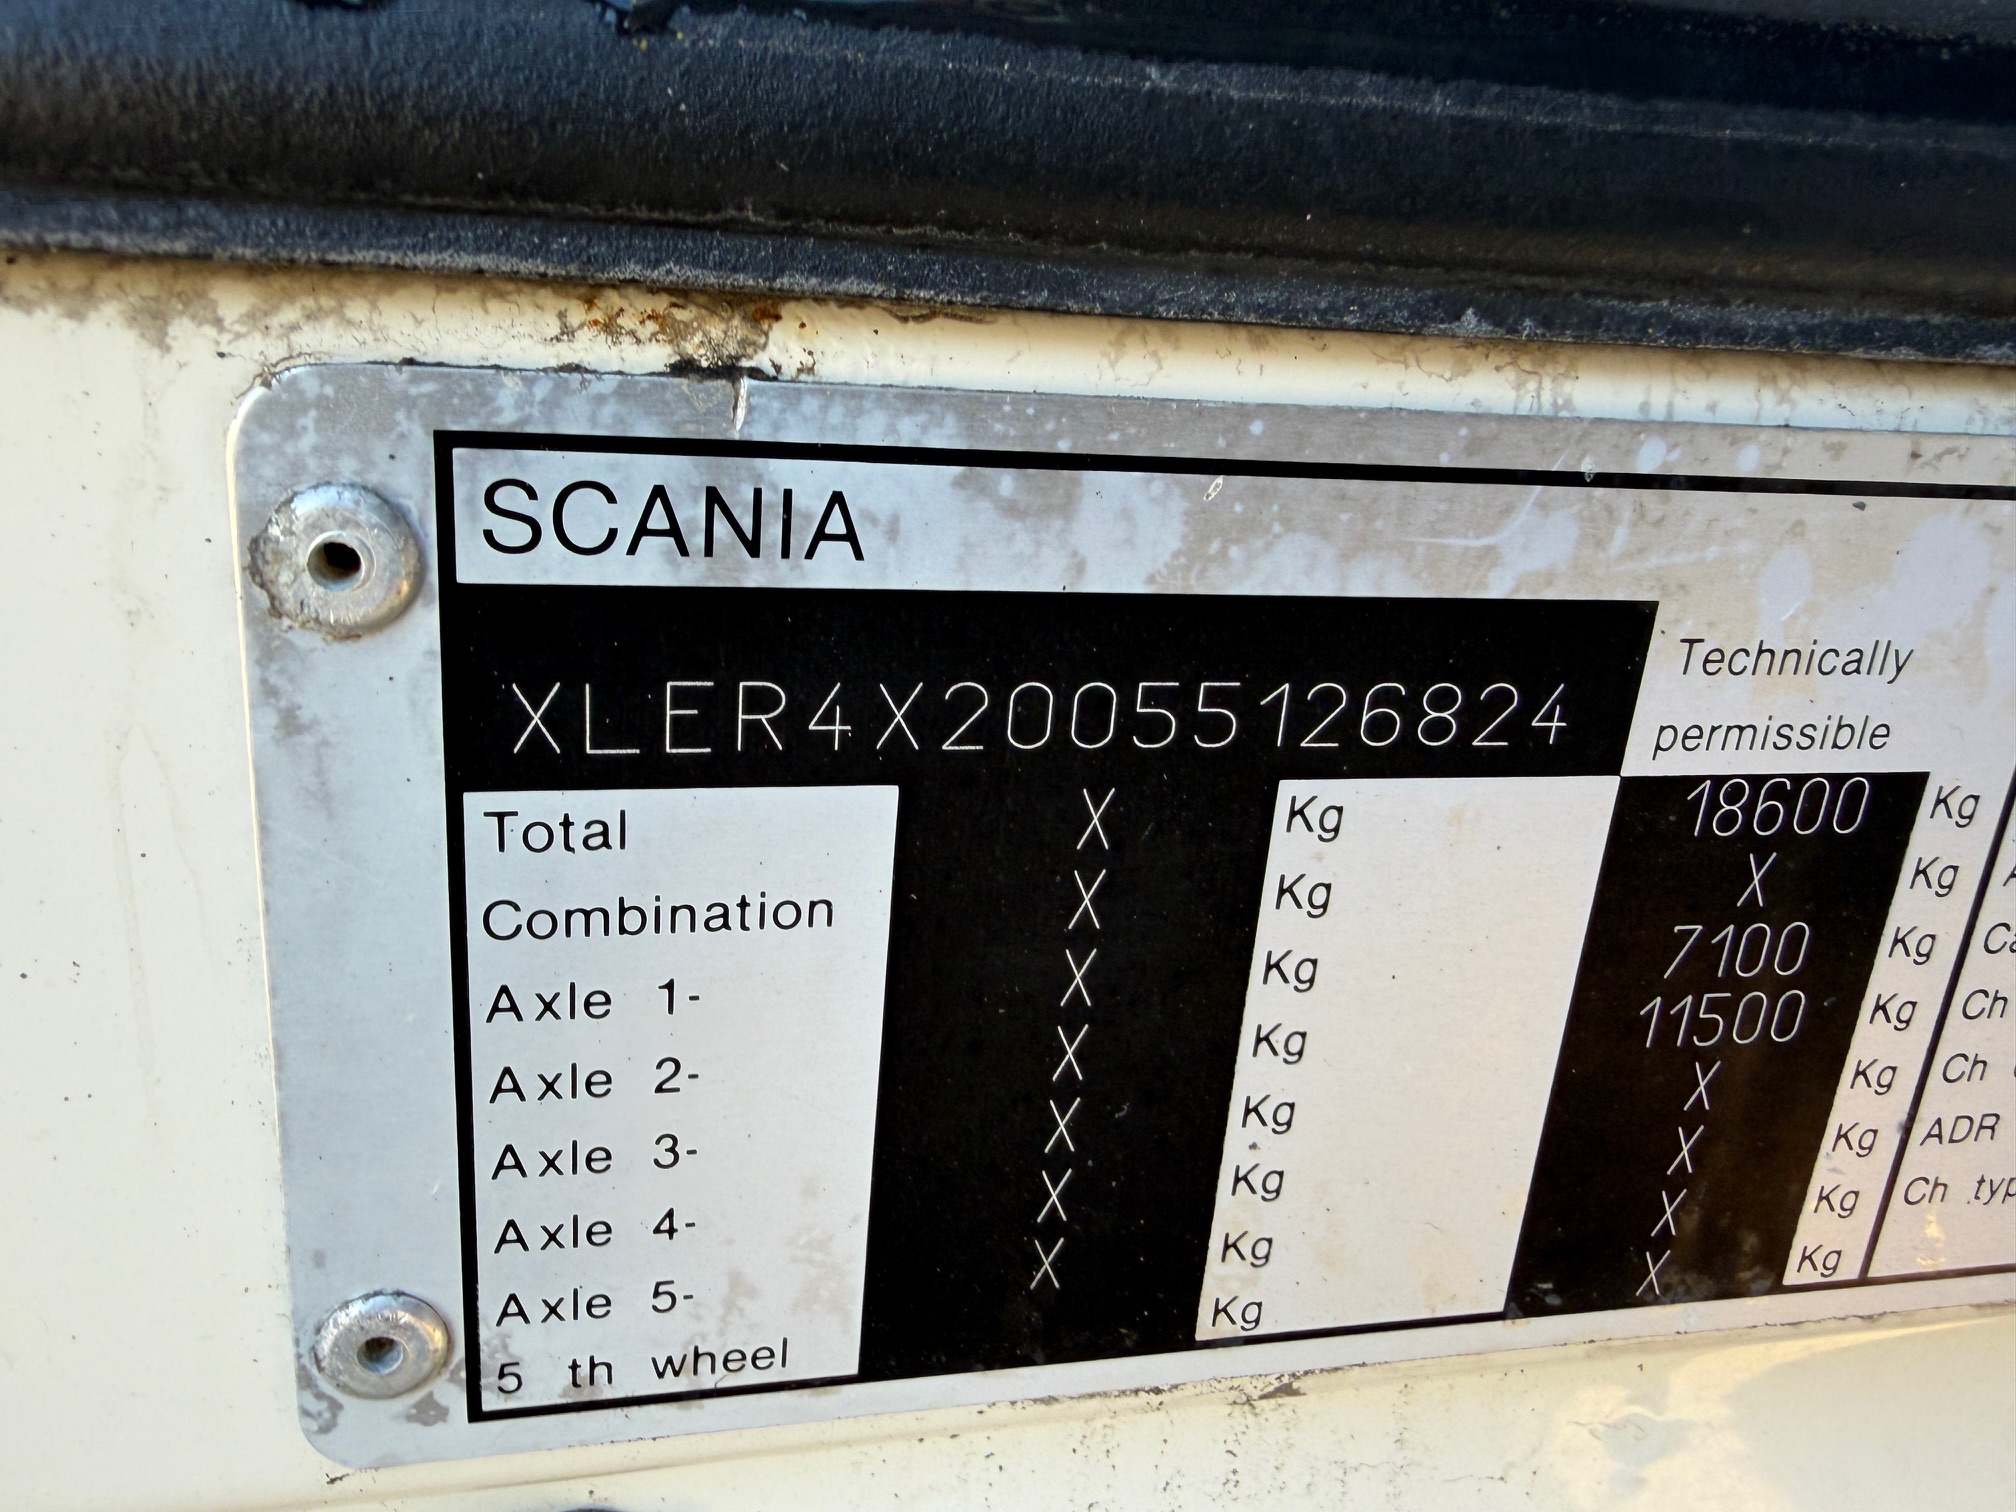 SCANIA
XLER4X20055126824
Technically
permissible
Total X Kg 18600 Kg
Combination X Kg X Kg
Axle 1- X Kg 7100 Kg
Axle 2- X Kg 11500 Kg
Axle 3- X Kg X Kg
Axle 4- X Kg X Kg
Axle 5- X Kg X Kg
5 th wheel Kg X Kg
Ch
Ch
ADR
Ch typ